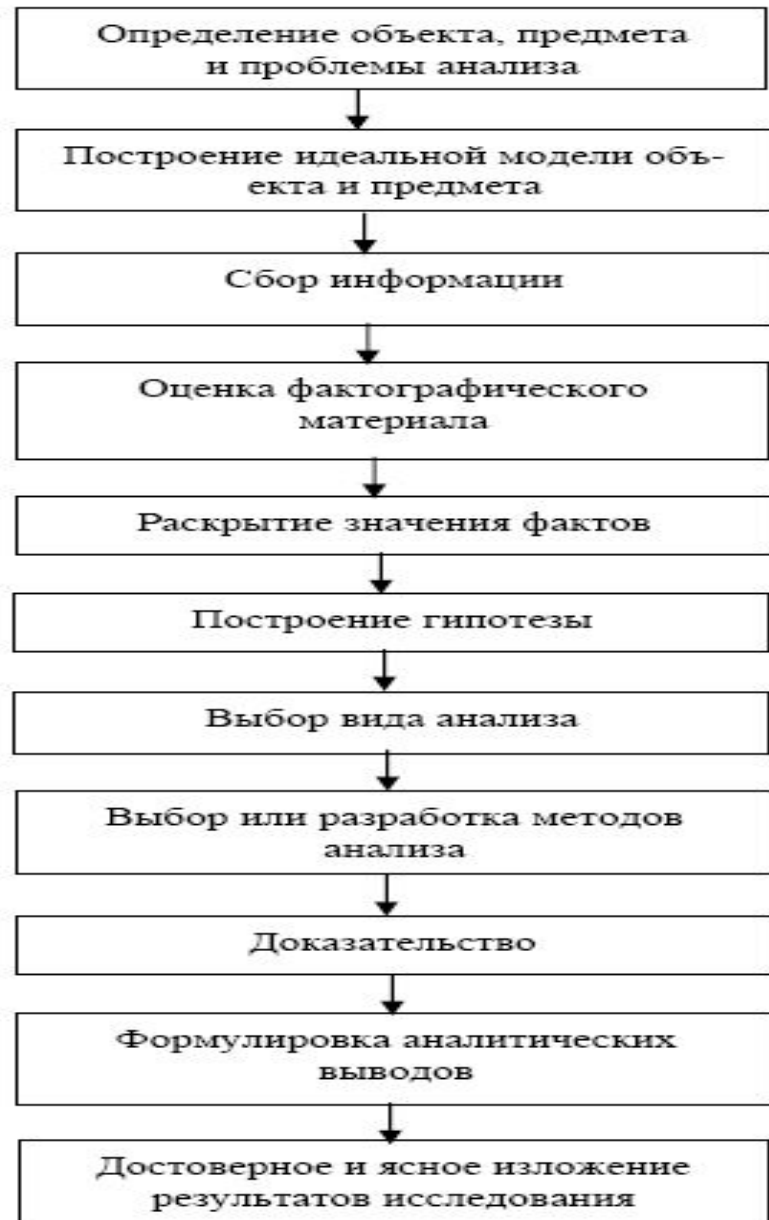 Определение объекта, предмета
и проблемы анализа
Построение идеальной модели объ-
екта и предмета
Сбор информации
Оценка фактографического
материала
Раскрытие значения фактов
Построение гипотезы
Выбор вида анализа
Выбор или разработка методов
анализа
Доказательство
Формулировка аналитических
выводов
Достоверное и ясное изложение
результатов исследования